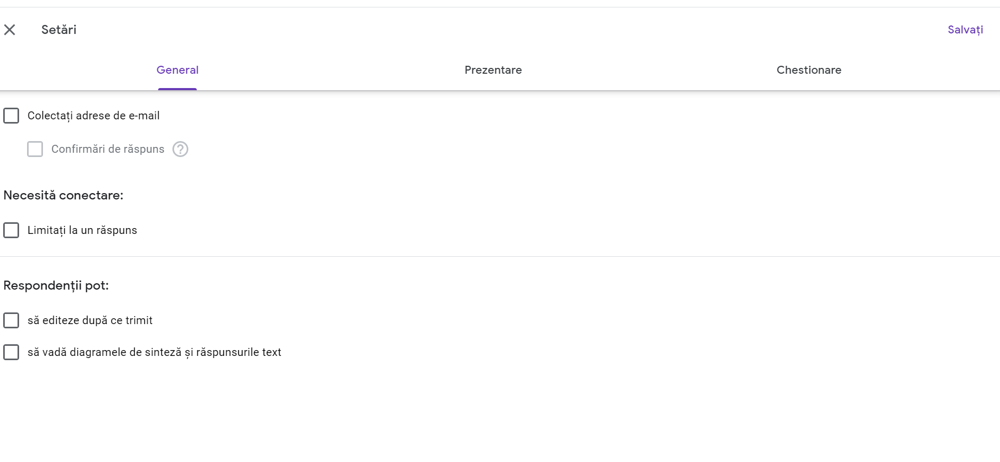 Setări
Salvați
General
Prezentare
Chestionare
Colectați adrese de e-mail
Confirmări de răspuns ?
Necesită conectare:
Limitați la un răspuns
Respondenții pot:
să editeze după ce trimit
să vadă diagramele de sinteză și răspunsurile text